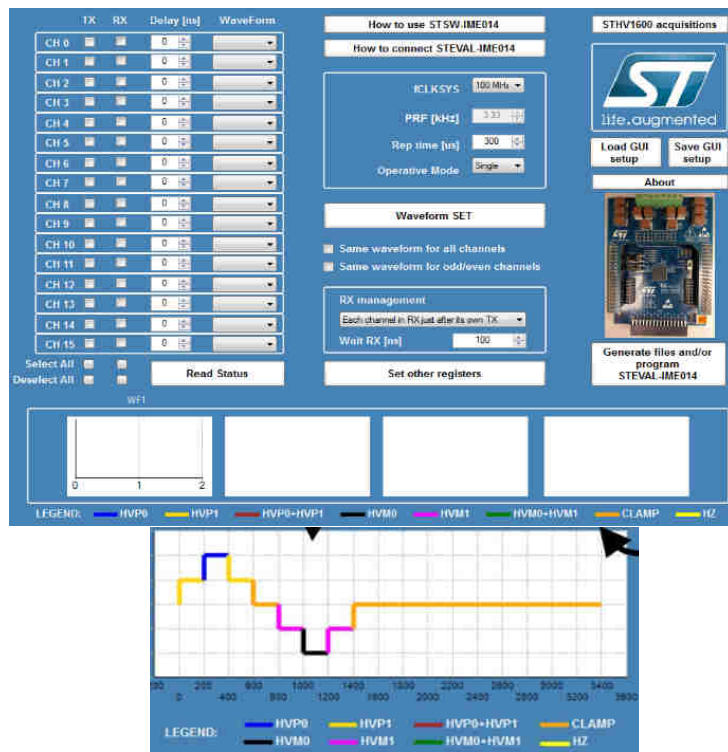 TX RX Delay [ns] WaveForm
CH 0 0
CH 1 0
CH 2 0
CH 3 0
CH 4 0
CH 5 0
CH 6 0
CH 7 0
CH 8 0
CH 9 0
CH 10 0
CH 11 0
CH 12 0
CH 13 0
CH 14 0
CH 15 0
Select All
Deselect All
Read Status
How to use STSW-IME014
How to connect STEVAL-IME014
fCLKSYS 100 MHz
PRF [kHz] 3.33
Rep time [us] 300
Operative Mode Single
Waveform SET
Same waveform for all channels
Same waveform for odd/even channels
RX management
Each channel in RX just after its own TX
Wait RX [ns] 100
Set other registers
STHV1600 acquisitions
ST
life.augmented
Load GUI setup
Save GUI setup
About
Generate files and/or
program
STEVAL-IME014
WF1
0 1 2
LEGEND: HVP0 HVP1 HVP0+HVP1 HVM0 HVM1 HVM0+HVM1 CLAMP HZ
200 600 1000 1400 1800 2200 2600 3000 3400
0 400 800 1200 1600 2000 2400 2800 3200 3600
LEGEND: HVP0 HVP1 HVP0+HVP1 CLAMP
HVM0 HVM1 HVM0+HVM1 HZ